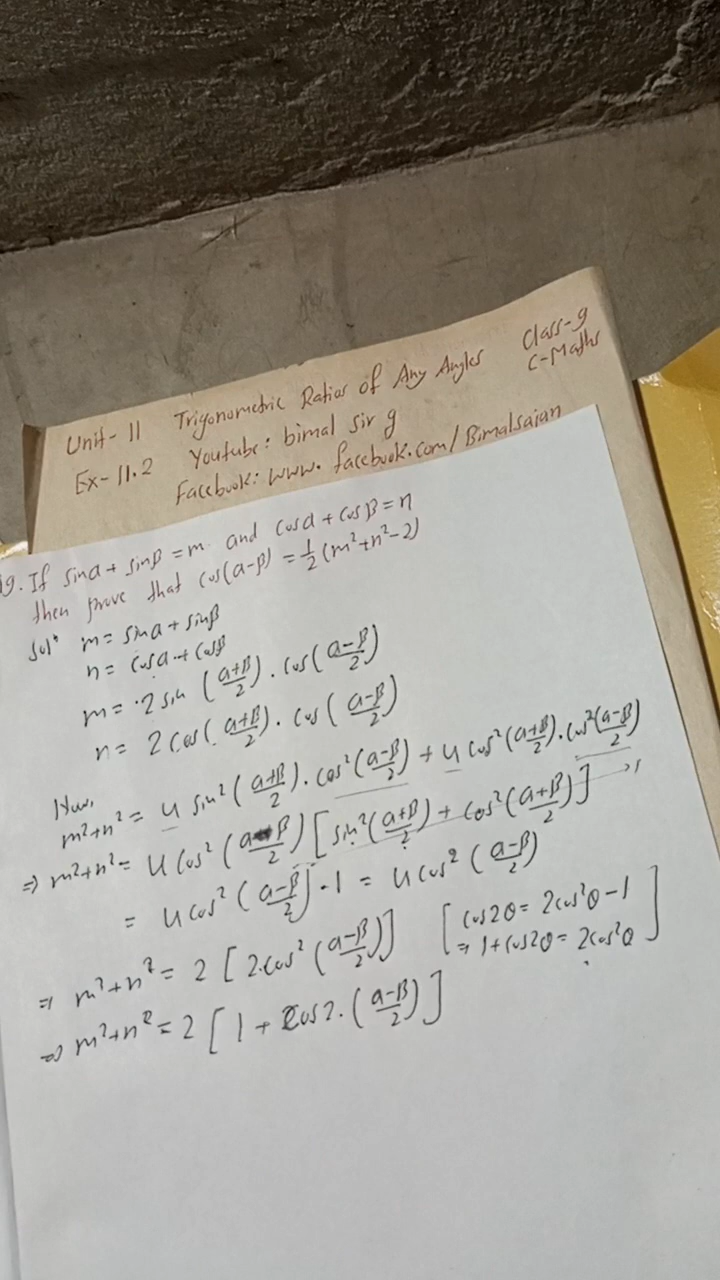 Unit-11 Trigonometric Ratios of Any Angles Class-9
Ex-11.2 Youtube: bimal sir g C-Maths
Facebook: www.facebook.com/Bimalsaian
19. If sinα + sinβ = m and cosα + cosβ = n
then prove that cos(α-β) = 1/2 (m²+n²-2)
Solⁿ m = sinα + sinβ
n = cosα + cosβ
m = 2 sin (α+β/2) . cos (α-β/2)
n = 2 cos (α+β/2) . cos (α-β/2)
Now,
m²+n² = 4 sin² (α+β/2) . cos² (α-β/2) + 4 cos² (α+β/2) . cos² (α-β/2)
⇒ m²+n² = 4 cos² (α-β/2) [sin² (α+β/2) + cos² (α+β/2)] → 1
= 4 cos² (α-β/2) · 1 = 4 cos² (α-β/2)
⇒ m²+n² = 2 [2.cos² (α-β/2)] [cos2θ = 2cos²θ - 1
⇒ 1+cos2θ = 2cos²θ]
⇒ m²+n² = 2 [1 + cos2. (α-β/2)]